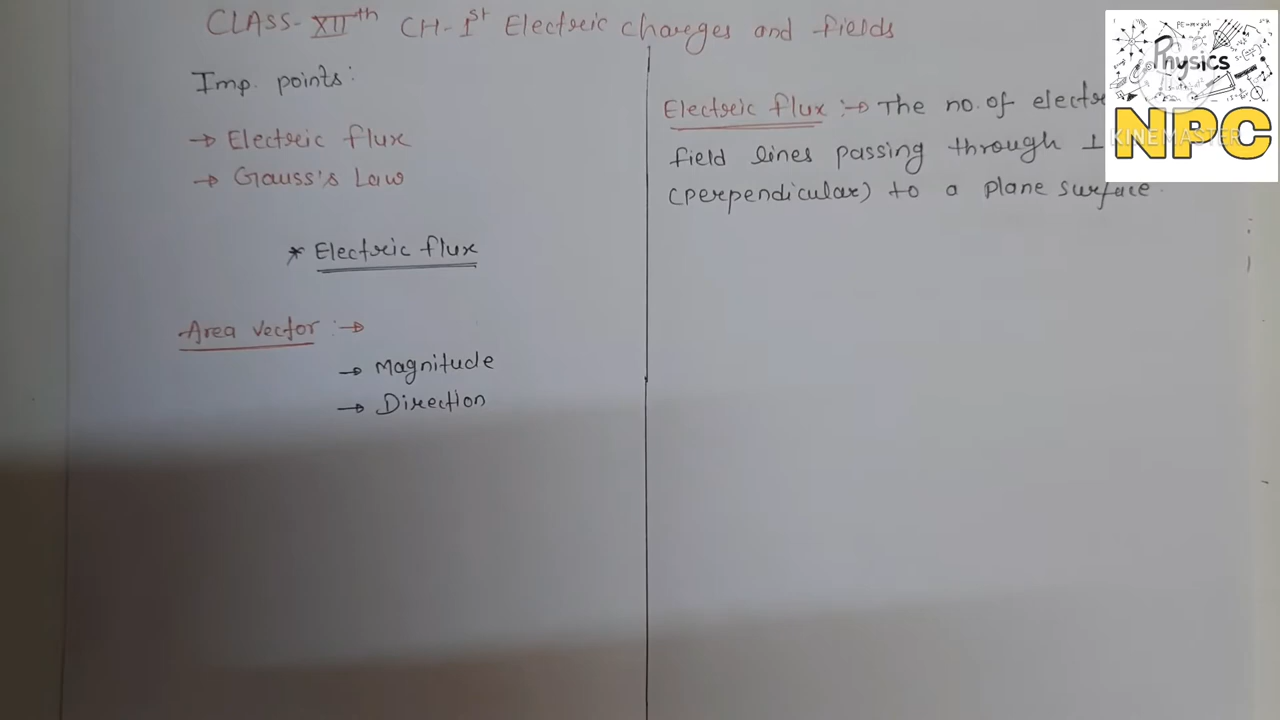 CLASS-XIIth CH-1st Electric charges and fields
Imp. points:
→ Electric flux
→ Gauss's Law
* Electric flux
Area vector :→
→ Magnitude
→ Direction
Electric flux :→ The no. of electr
field lines passing through ⊥
(perpendicular) to a plane surface.
Physics
KINEMASTER
NPC